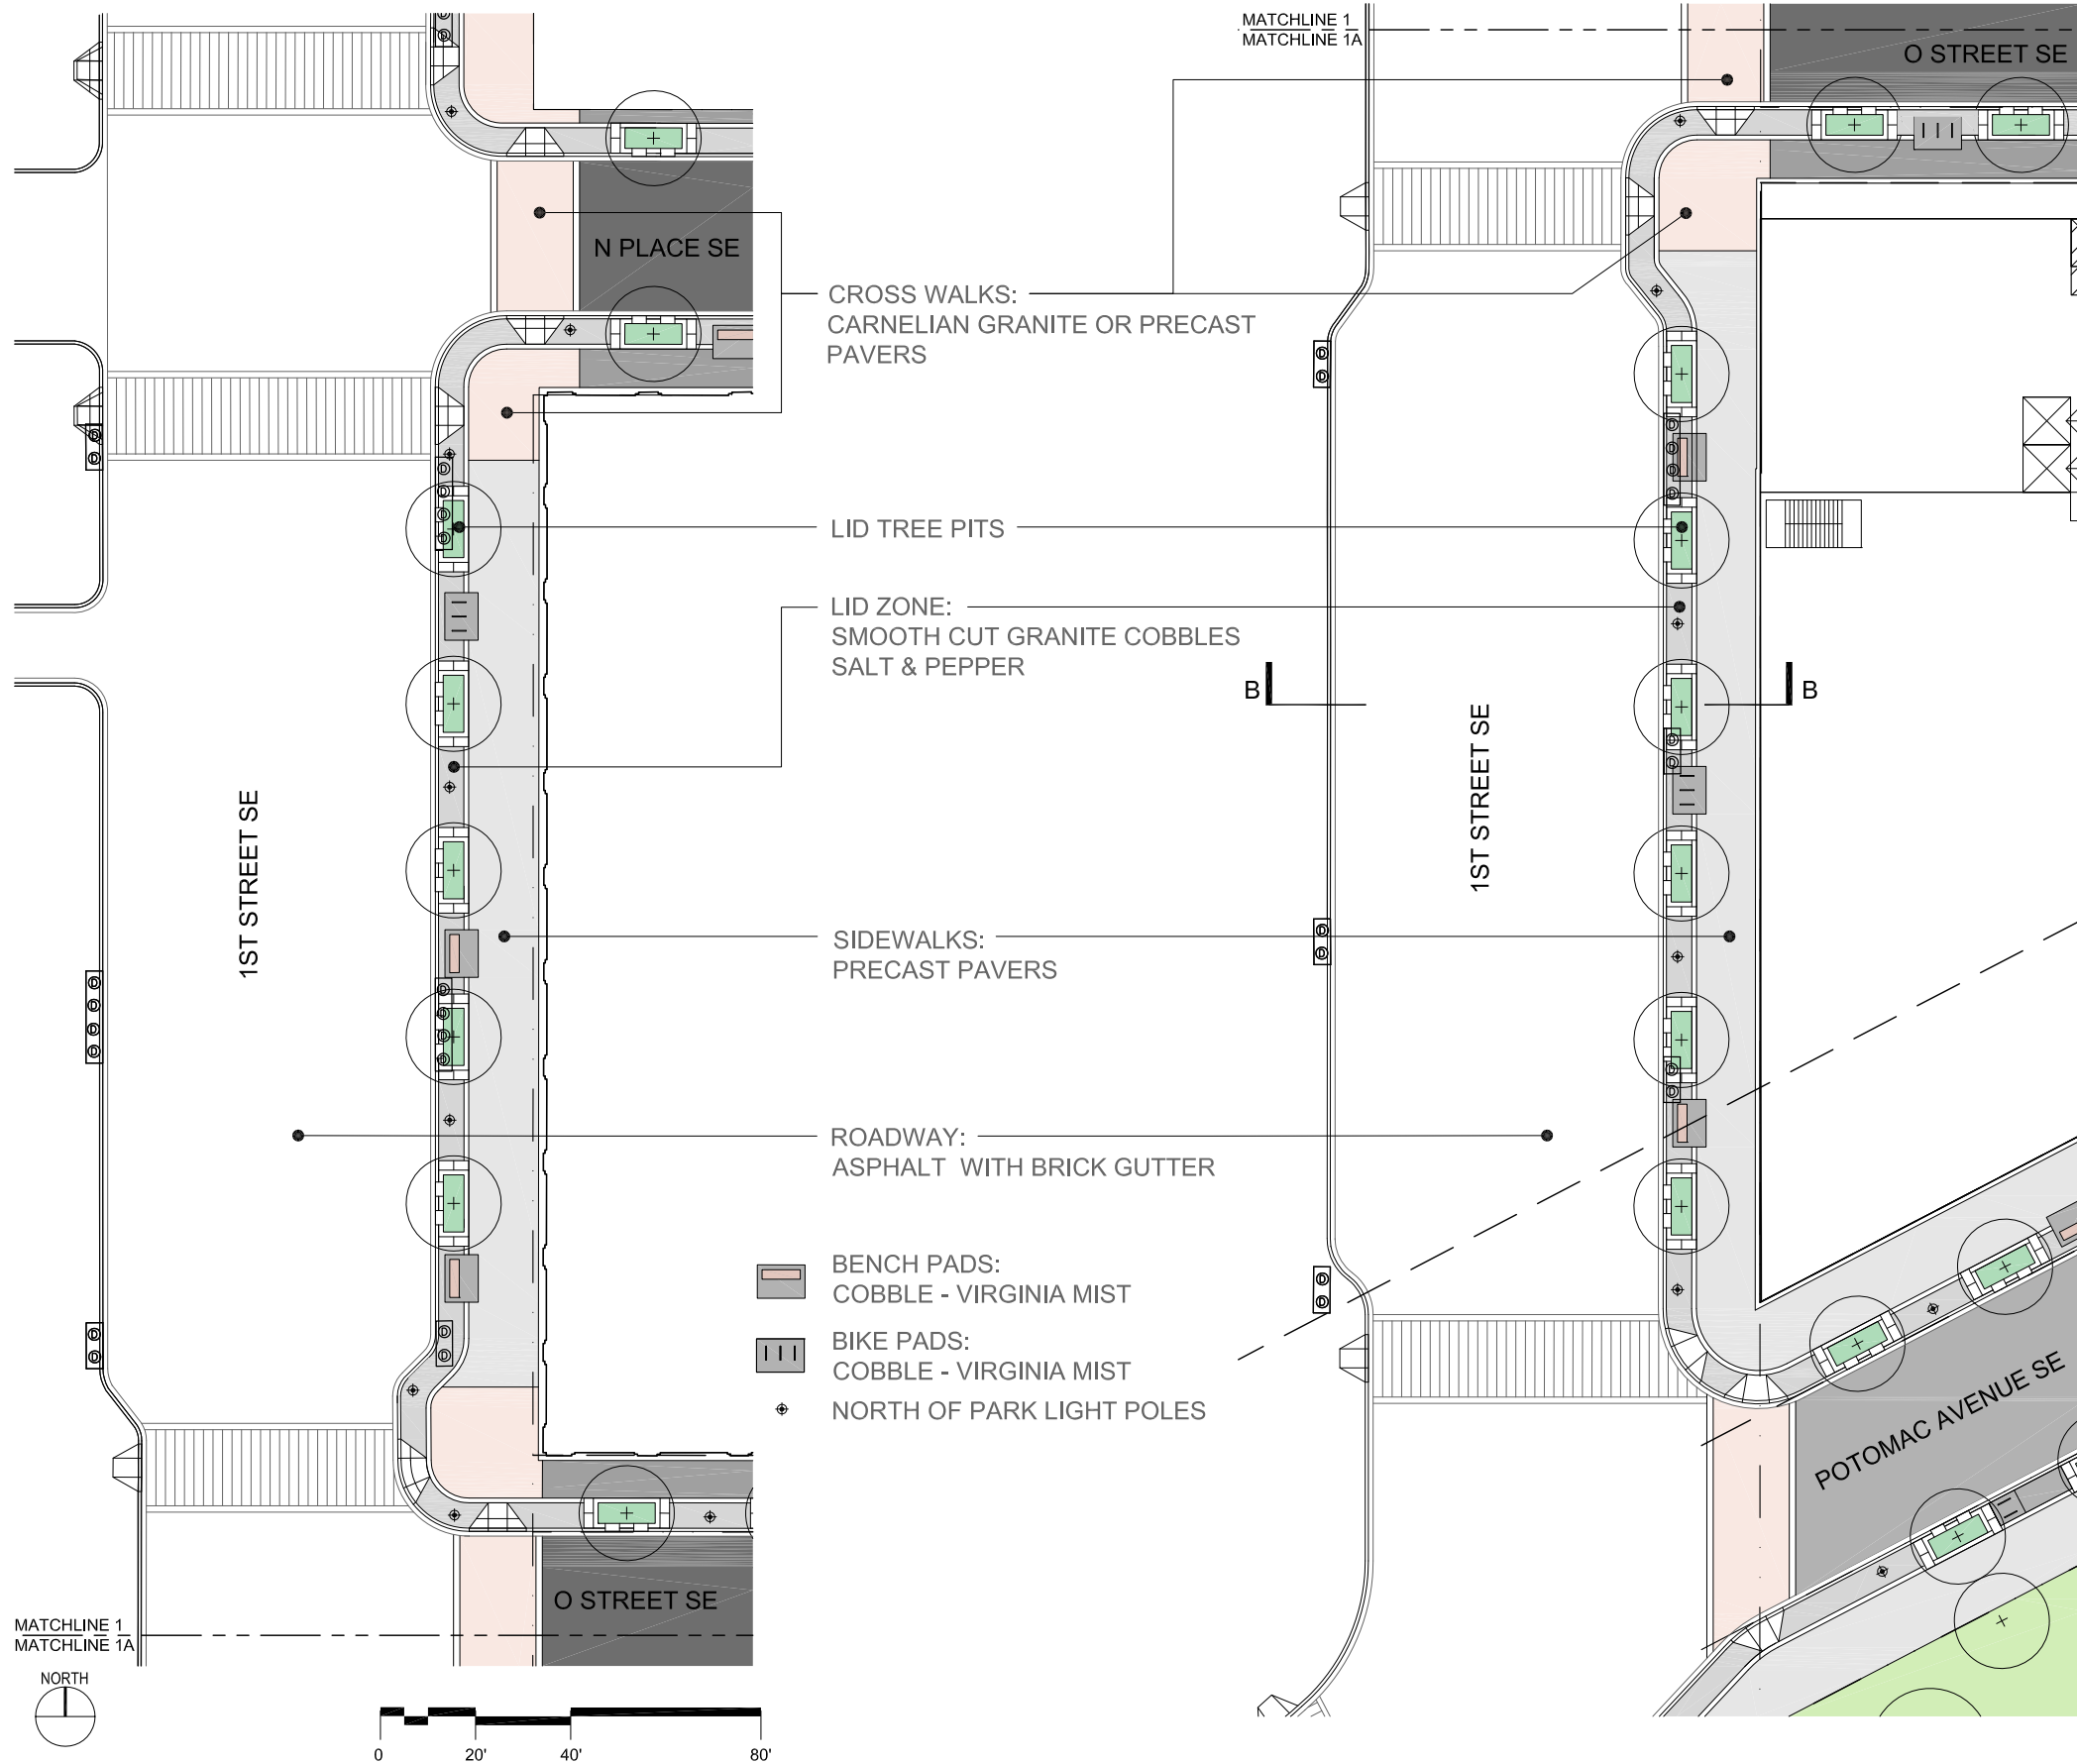 MATCHLINE 1
MATCHLINE 1A
O STREET SE
N PLACE SE
CROSS WALKS:
CARNELIAN GRANITE OR PRECAST
PAVERS
LID TREE PITS
LID ZONE:
SMOOTH CUT GRANITE COBBLES
SALT & PEPPER
B
B
1ST STREET SE
1ST STREET SE
SIDEWALKS:
PRECAST PAVERS
ROADWAY:
ASPHALT WITH BRICK GUTTER
BENCH PADS:
COBBLE - VIRGINIA MIST
BIKE PADS:
COBBLE - VIRGINIA MIST
NORTH OF PARK LIGHT POLES
POTOMAC AVENUE SE
O STREET SE
MATCHLINE 1
MATCHLINE 1A
NORTH
0 20' 40' 80'